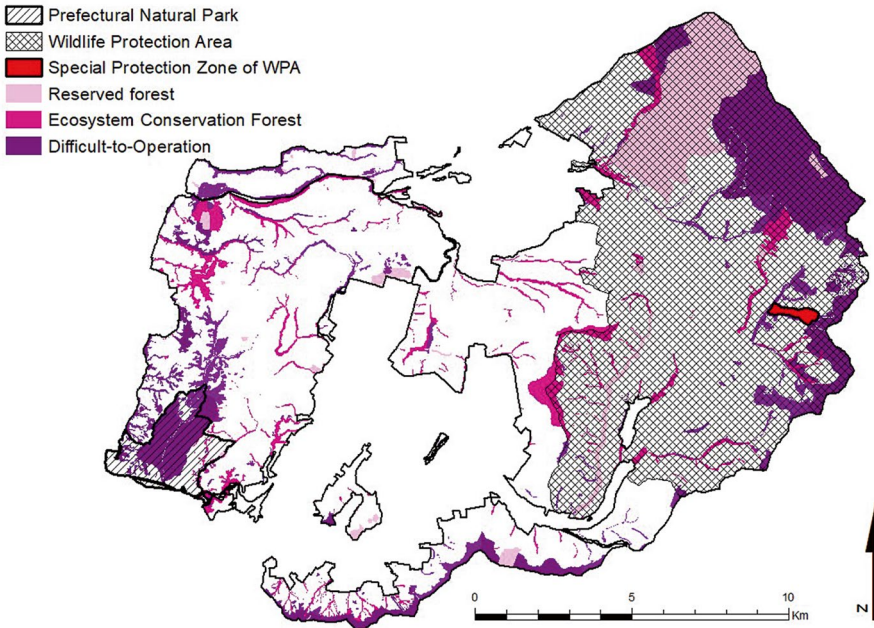 Prefectural Natural Park
Wildlife Protection Area
Special Protection Zone of WPA
Reserved forest
Ecosystem Conservation Forest
Difficult-to-Operation
0 5 10
Km
N